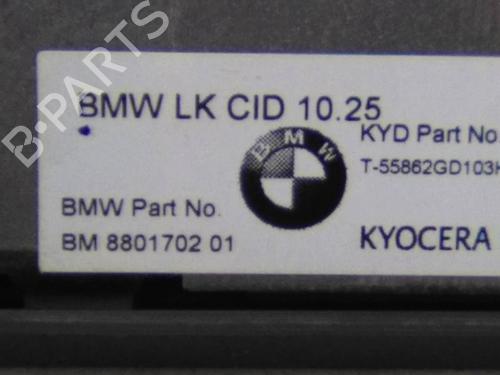 BMW LK CID 10.25
KYD Part No.
T-55862GD103H
BMW
BMW Part No.
BM 8801702 01
KYOCERA
B-PARTS